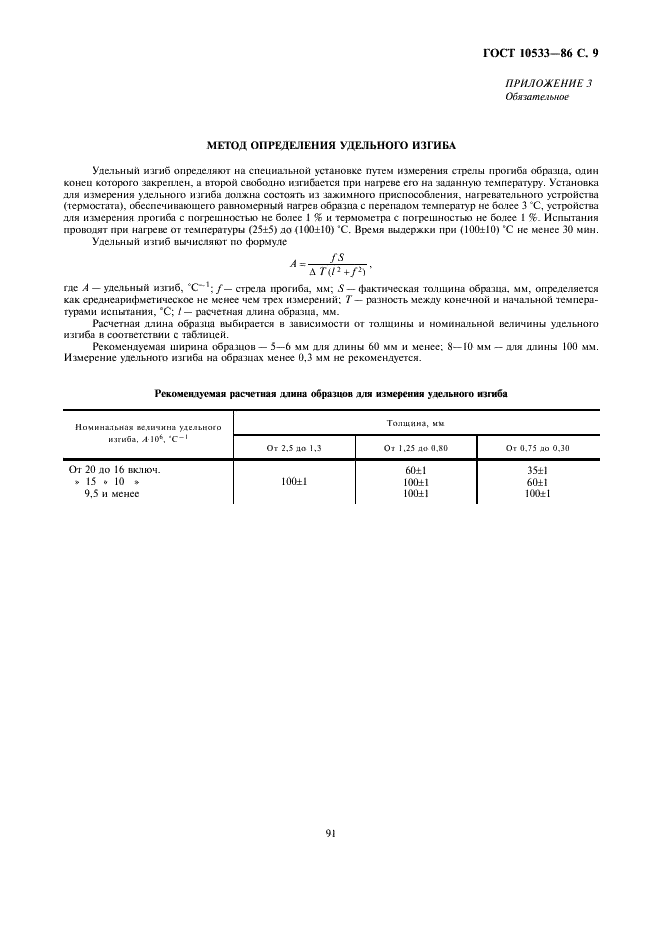 ГОСТ 10533—86 С. 9
ПРИЛОЖЕНИЕ 3
Обязательное
МЕТОД ОПРЕДЕЛЕНИЯ УДЕЛЬНОГО ИЗГИБА
Удельный изгиб определяют на специальной установке путем измерения стрелы прогиба образца, один
конец которого закреплен, а второй свободно изгибается при нагреве его на заданную температуру. Установка
для измерения удельного изгиба должна состоять из зажимного приспособления, нагревательного устройства
(термостата), обеспечивающего равномерный нагрев образца с перепадом температур не более 3 °С, устройства
для измерения прогиба с погрешностью не более 1 % и термометра с погрешностью не более 1 %. Испытания
проводят при нагреве от температуры (25±5) до (100±10) °С. Время выдержки при (100±10) °С не менее 30 мин.
Удельный изгиб вычисляют по формуле
A = f S / Δ T (l² + f²) ,
где A — удельный изгиб, °С⁻¹; f — стрела прогиба, мм; S — фактическая толщина образца, мм, определяется
как среднеарифметическое не менее чем трех измерений; T — разность между конечной и начальной темпера-
турами испытания, °С; l — расчетная длина образца, мм.
Расчетная длина образца выбирается в зависимости от толщины и номинальной величины удельного
изгиба в соответствии с таблицей.
Рекомендуемая ширина образцов — 5—6 мм для длины 60 мм и менее; 8—10 мм — для длины 100 мм.
Измерение удельного изгиба на образцах менее 0,3 мм не рекомендуется.
Рекомендуемая расчетная длина образцов для измерения удельного изгиба
Номинальная величина удельного
изгиба, A·10⁶, °С⁻¹
Толщина, мм
От 2,5 до 1,3 От 1,25 до 0,80 От 0,75 до 0,30
От 20 до 16 включ. 60±1 35±1
» 15 » 10 » 100±1 100±1 60±1
9,5 и менее 100±1 100±1
91